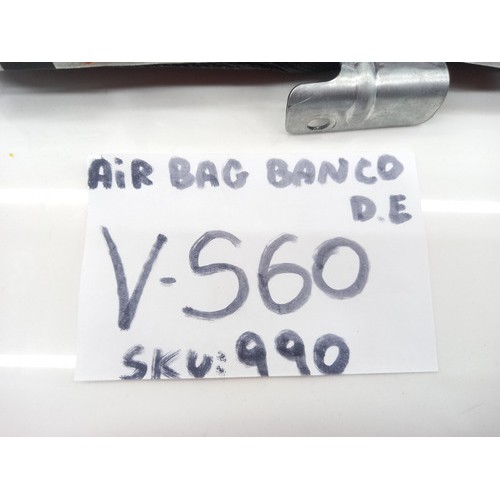 AiR BAG BANCO
D.E
V-S60
SKU:990